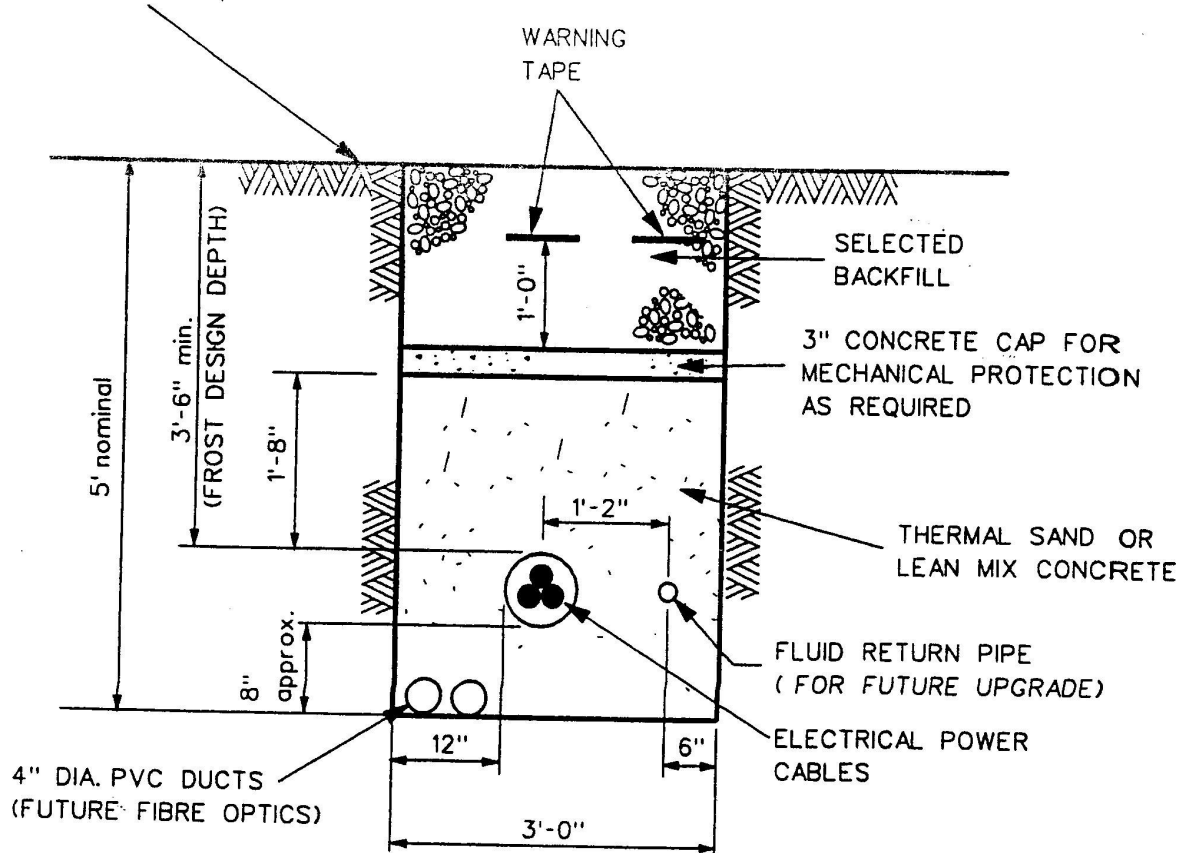 WARNING
TAPE
SELECTED
BACKFILL
1'-0"
3" CONCRETE CAP FOR
MECHANICAL PROTECTION
AS REQUIRED
5' nominal
3'-6" min.
(FROST DESIGN DEPTH)
1'-8"
1'-2"
THERMAL SAND OR
LEAN MIX CONCRETE
8"
approx.
FLUID RETURN PIPE
( FOR FUTURE UPGRADE)
12"
6"
ELECTRICAL POWER
CABLES
4" DIA. PVC DUCTS
(FUTURE FIBRE OPTICS)
3'-0"